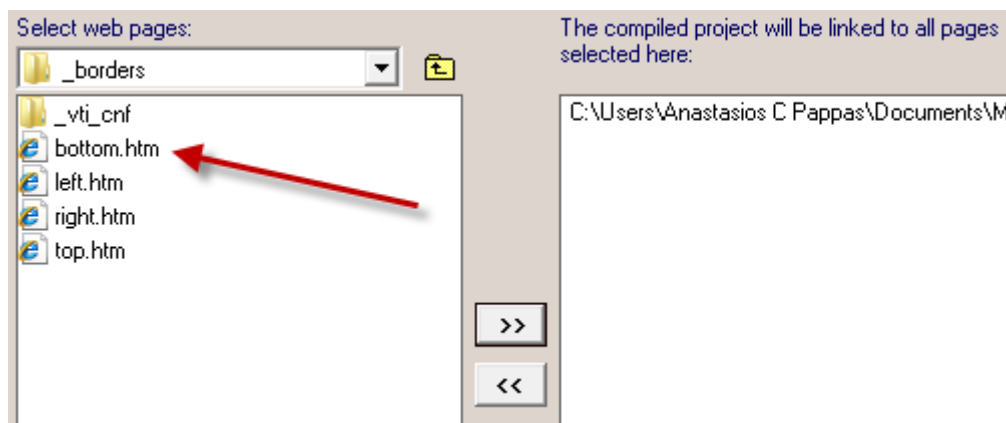 Select web pages:
_borders
_vti_cnf
bottom.htm
left.htm
right.htm
top.htm
>>
<<
The compiled project will be linked to all pages
selected here:
C:\Users\Anastasios C Pappas\Documents\M